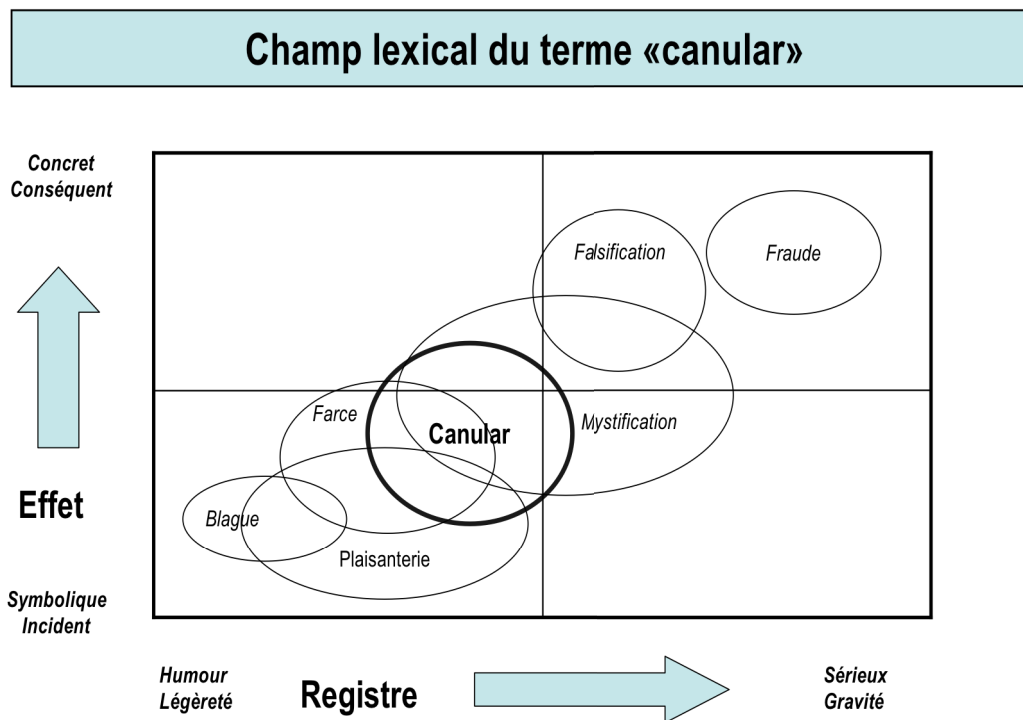 Champ lexical du terme «canular»
Concret
Conséquent
Falsification
Fraude
Farce
Canular
Mystification
Effet
Blague
Plaisanterie
Symbolique
Incident
Humour
Légèreté
Registre
Sérieux
Gravité